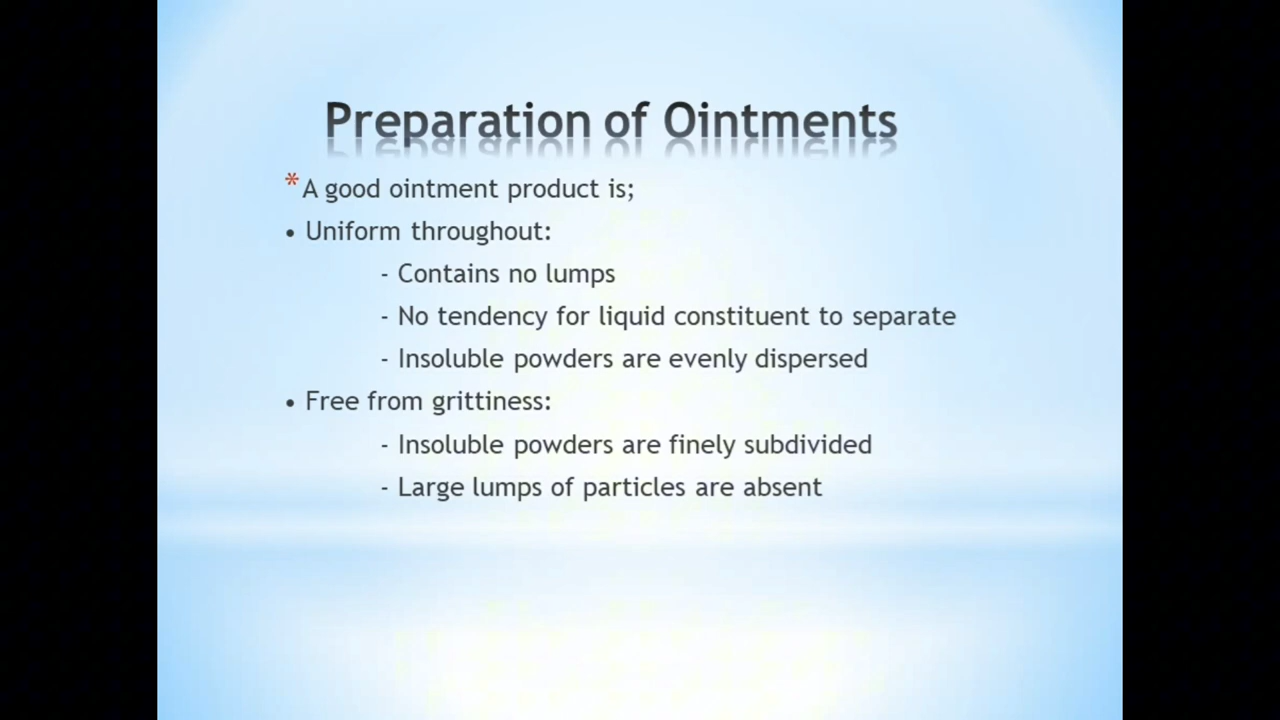 Preparation of Ointments
* A good ointment product is;
• Uniform throughout:
- Contains no lumps
- No tendency for liquid constituent to separate
- Insoluble powders are evenly dispersed
• Free from grittiness:
- Insoluble powders are finely subdivided
- Large lumps of particles are absent